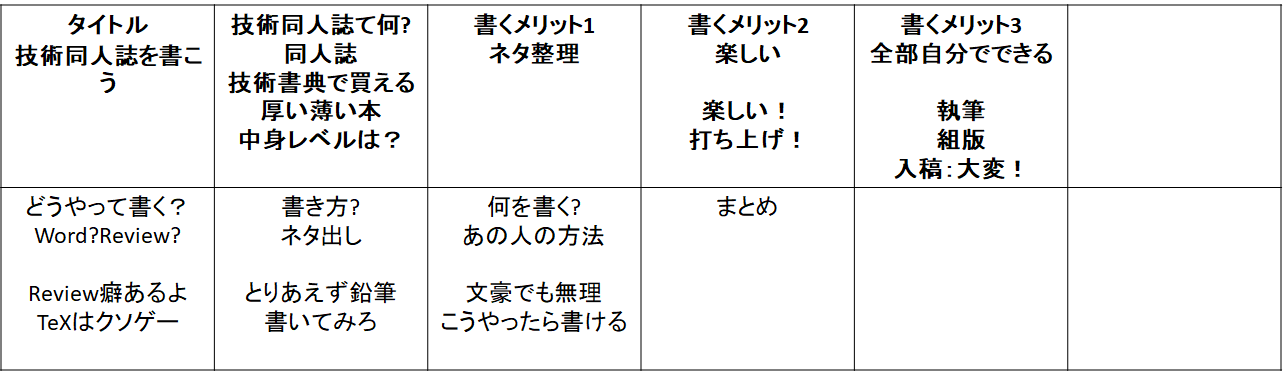 タイトル
技術同人誌を書こ
う
技術同人誌て何?
同人誌
技術書典で買える
厚い薄い本
中身レベルは？
書くメリット1
ネタ整理
書くメリット2
楽しい
楽しい！
打ち上げ！
書くメリット3
全部自分でできる
執筆
組版
入稿：大変！
どうやって書く？
Word?Review?
Review癖あるよ
TeXはクソゲー
書き方?
ネタ出し
とりあえず鉛筆
書いてみろ
何を書く?
あの人の方法
文豪でも無理
こうやったら書ける
まとめ